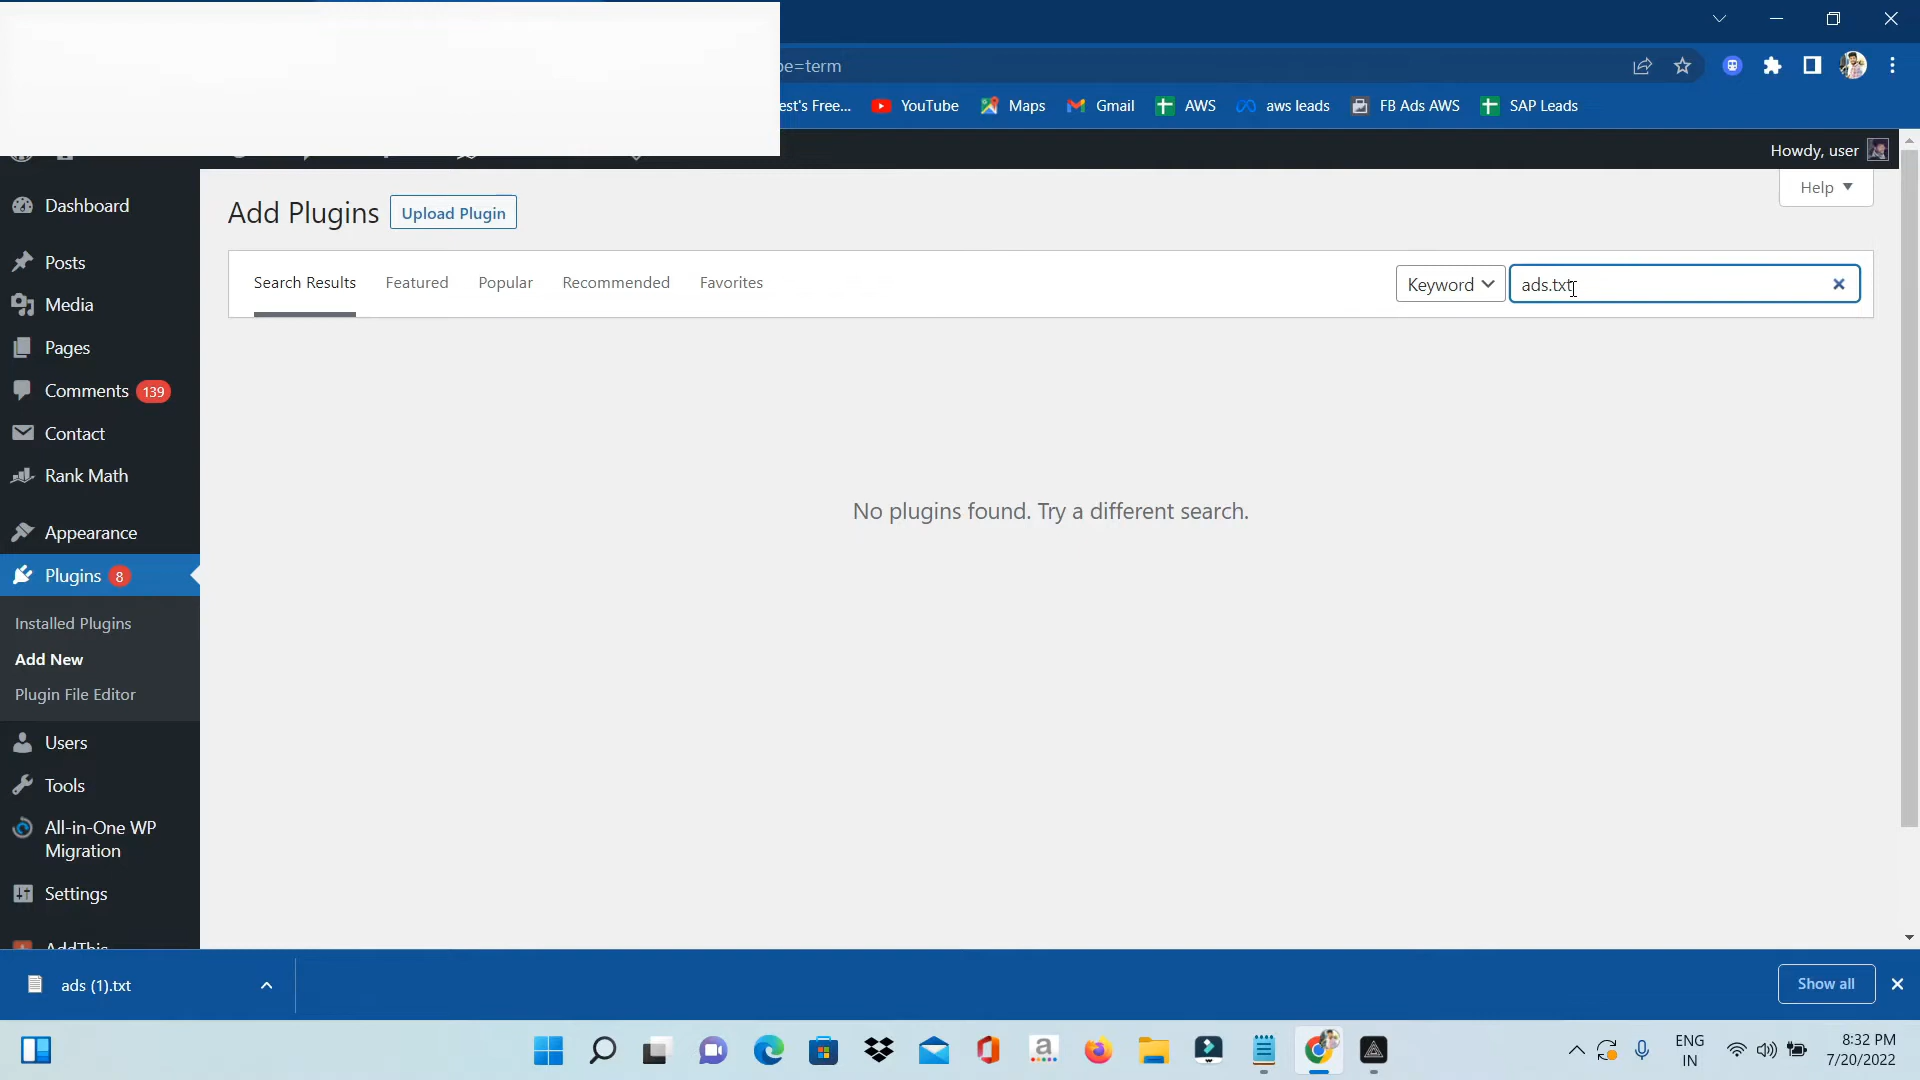 pe=term
est's Free...
YouTube
Maps
Gmail
AWS
aws leads
FB Ads AWS
SAP Leads
Howdy, user
Help
Dashboard
Add Plugins
Upload Plugin
Posts
Search Results
Featured
Popular
Recommended
Favorites
Keyword
ads.txt
Media
Pages
Comments 139
Contact
Rank Math
No plugins found. Try a different search.
Appearance
Plugins 8
Installed Plugins
Add New
Plugin File Editor
Users
Tools
All-in-One WP
Migration
Settings
AddThis
ads (1).txt
Show all
ENG
IN
8:32 PM
7/20/2022